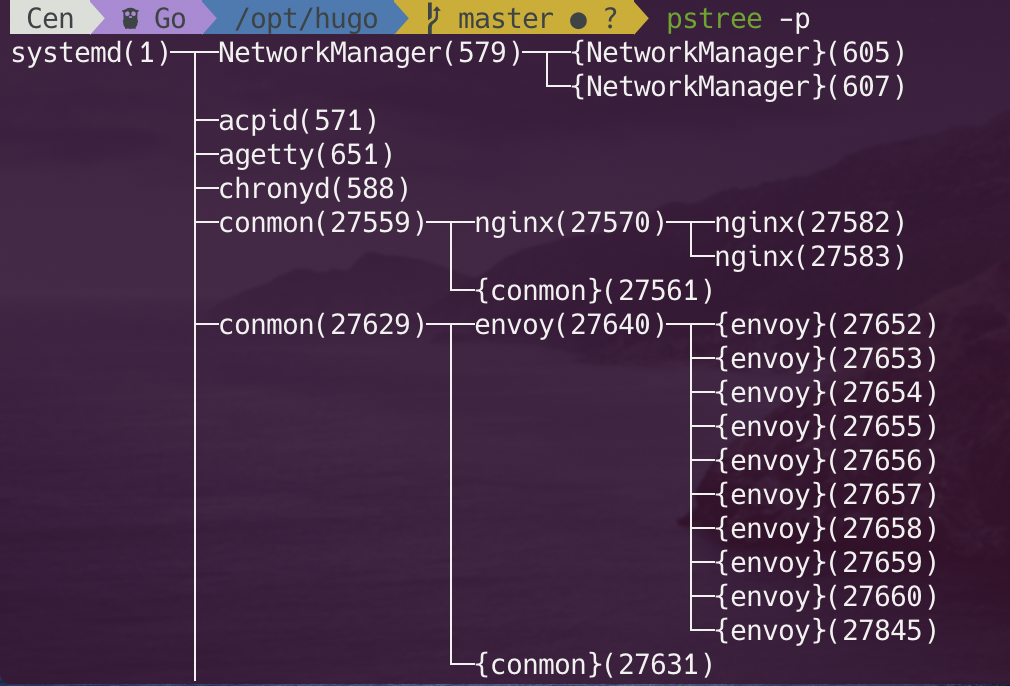 Cen Go /opt/hugo master ● ? pstree -p
systemd(1)─┬─NetworkManager(579)─┬─{NetworkManager}(605)
           │                     └─{NetworkManager}(607)
           ├─acpid(571)
           ├─agetty(651)
           ├─chronyd(588)
           ├─conmon(27559)─┬─nginx(27570)─┬─nginx(27582)
           │               │              └─nginx(27583)
           │               └─{conmon}(27561)
           ├─conmon(27629)─┬─envoy(27640)─┬─{envoy}(27652)
           │               │              ├─{envoy}(27653)
           │               │              ├─{envoy}(27654)
           │               │              ├─{envoy}(27655)
           │               │              ├─{envoy}(27656)
           │               │              ├─{envoy}(27657)
           │               │              ├─{envoy}(27658)
           │               │              ├─{envoy}(27659)
           │               │              ├─{envoy}(27660)
           │               │              └─{envoy}(27845)
           │               └─{conmon}(27631)